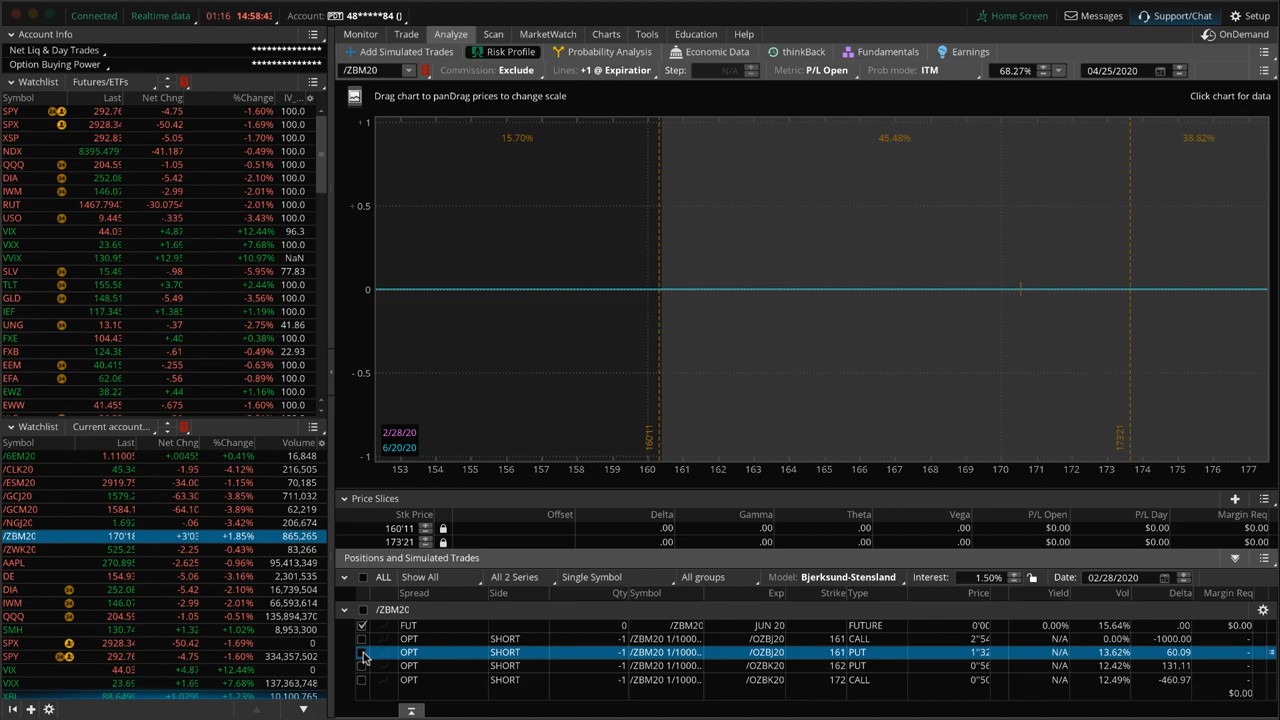 Connected Realtime data 01:16 14:58:43 Account: PDT 48*****84 () Home Screen Messages Support/Chat Setup
Account Info
Monitor Trade Analyze Scan MarketWatch Charts Tools Education Help OnDemand
Net Liq & Day Trades **************
Option Buying Power **************
Add Simulated Trades Risk Profile Probability Analysis Economic Data thinkBack Fundamentals Earnings
/ZBM20 Commission: Exclude Lines: +1 @ Expiratior Step: N/A Metric: P/L Open Prob mode: ITM 68.27% 04/25/2020
Watchlist Futures/ETFs
Symbol Last Net Chng %Change IV_...
SPY 292.76 -4.75 -1.60% 100.0
SPX 2928.34 -50.42 -1.69% 100.0
XSP 292.83 -5.05 -1.70% 100.0
NDX 8395.4791 -41.187 -0.49% 100.0
QQQ 204.59 -1.05 -0.51% 100.0
DIA 252.08 -5.42 -2.10% 100.0
IWM 146.07 -2.99 -2.01% 100.0
RUT 1467.7943 -30.0754 -2.01% 100.0
USO 9.445 -.335 -3.43% 100.0
VIX 44.03 +4.87 +12.44% 96.3
VXX 23.69 +1.69 +7.68% 100.0
VVIX 130.95 +12.95 +10.97% NaN
SLV 15.49 -.98 -5.95% 77.83
TLT 155.58 +3.70 +2.44% 100.0
GLD 148.51 -5.49 -3.56% 100.0
IEF 117.345 +1.385 +1.19% 100.0
UNG 13.10 -.37 -2.75% 41.86
FXE 104.43 +.40 +0.38% 100.0
FXB 124.38 -.61 -0.49% 22.93
EEM 40.415 -.255 -0.63% 100.0
EFA 62.06 -.56 -0.89% 100.0
EWZ 38.22 +.44 +1.16% 100.0
EWW 41.455 -.675 -1.60% 100.0
Drag chart to panDrag prices to change scale Click chart for data
+ 1
15.70% 45.48% 38.82%
+ 0.5
0
- 0.5
- 1
2/28/20
6/20/20
160'11
173'21
153 154 155 156 157 158 159 160 161 162 163 164 165 166 167 168 169 170 171 172 173 174 175 176 177
Watchlist Current account...
Symbol Last Net Chng %Change Volume
/6EM20 1.11005 +.00455 +0.41% 16,848
/CLK20 45.34 -1.95 -4.12% 216,505
/ESM20 2919.75 -34.00 -1.15% 70,185
/GCJ20 1579.2 -63.30 -3.85% 711,032
/GCM20 1584.1 -64.10 -3.89% 62,219
/NGJ20 1.692 -.06 -3.42% 206,674
/ZBM20 170'18 +3'03 +1.85% 865,265
/ZWK20 525.25 -2.25 -0.43% 83,266
AAPL 270.895 -2.625 -0.96% 95,413,349
DE 154.93 -5.06 -3.16% 2,301,535
DIA 252.08 -5.42 -2.10% 16,739,504
IWM 146.07 -2.99 -2.01% 66,593,614
QQQ 204.59 -1.05 -0.51% 135,894,370
SMH 130.74 +1.32 +1.02% 8,953,300
SPX 2928.34 -50.42 -1.69% 0
SPY 292.76 -4.75 -1.60% 334,357,502
VIX 44.03 +4.87 +12.44% 0
VXX 23.69 +1.69 +7.68% 137,363,748
+1.23% 10,100,765
Price Slices
Stk Price Offset Delta Gamma Theta Vega P/L Open P/L Day Margin Req
160'11 .00 .00 .00 .00 $0.00 $0.00 $0.00
173'21 .00 .00 .00 .00 $0.00 $0.00 $0.00
Positions and Simulated Trades
ALL Show All All 2 Series Single Symbol All groups Model: Bjerksund-Stensland Interest: 1.50% Date: 02/28/2020
Spread Side Qty Symbol Exp Strike Type Price Yield Vol Delta Margin Req
/ZBM20
FUT 0 /ZBM20 JUN 20 FUTURE 0'00 0.00% 15.64% .00 $0.00
OPT SHORT -1 /ZBM20 1/1000.. /OZBJ20 161 CALL 2"54 N/A 0.00% -1000.00 -
OPT SHORT -1 /ZBM20 1/1000.. /OZBJ20 161 PUT 1"32 N/A 13.62% 60.09 -
OPT SHORT -1 /ZBM20 1/1000.. /OZBK20 162 PUT 0"56 N/A 12.42% 131.11 -
OPT SHORT -1 /ZBM20 1/1000.. /OZBK20 172 CALL 0"50 N/A 12.49% -460.97 -
$0.00